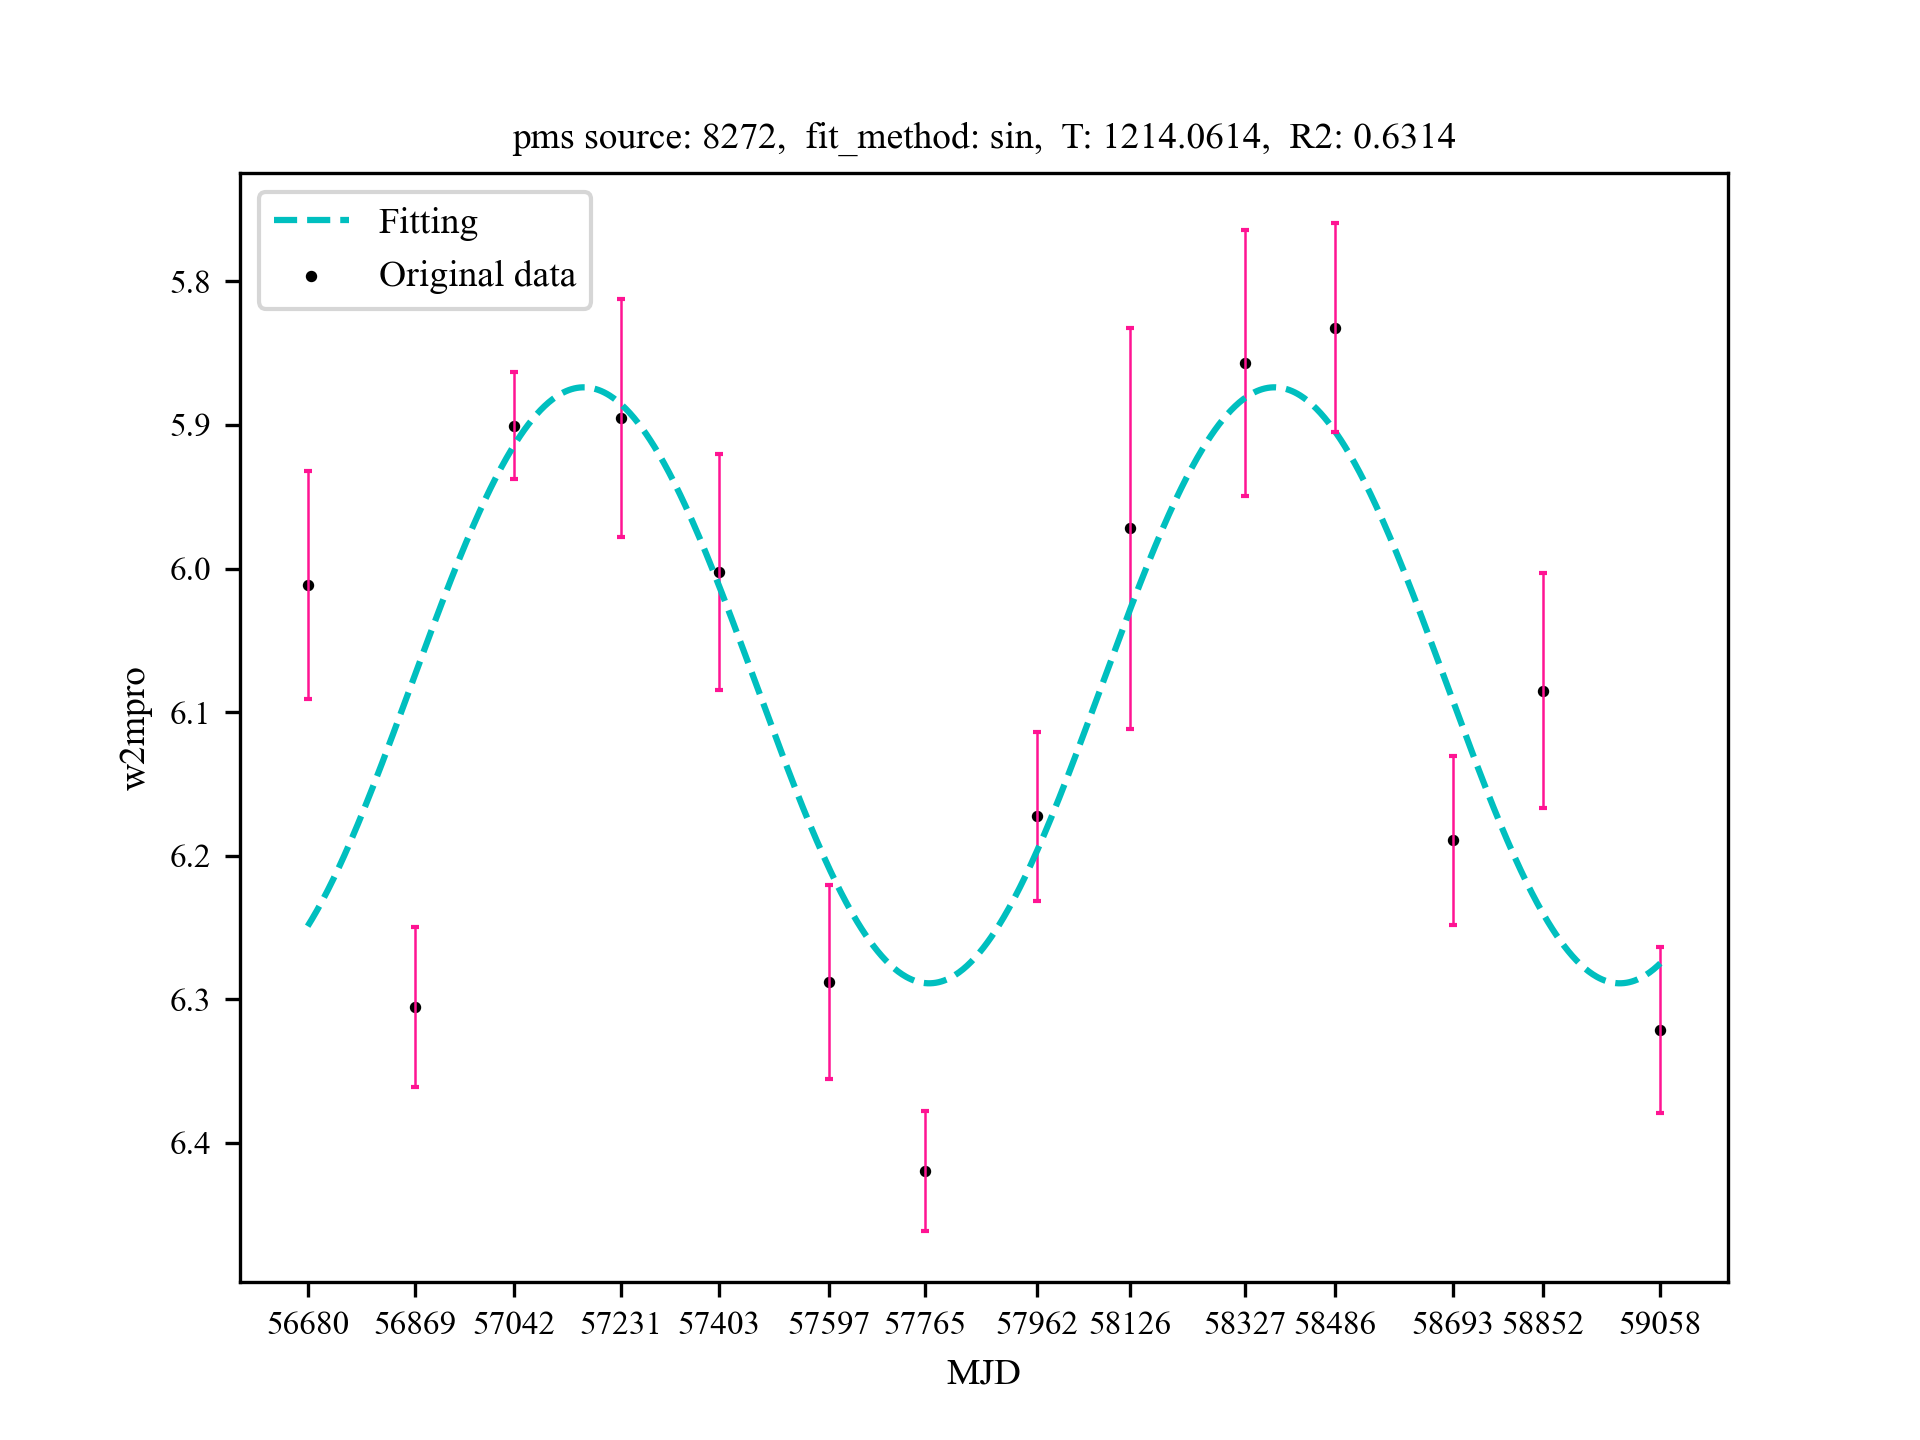 pms source: 8272,  fit_method: sin,  T: 1214.0614,  R2: 0.6314
Fitting
Original data
5.8
5.9
6.0
6.1
6.2
6.3
6.4
w2mpro
56680 56869 57042 57231 57403 57597 57765 57962 58126 58327 58486 58693 58852 59058
MJD